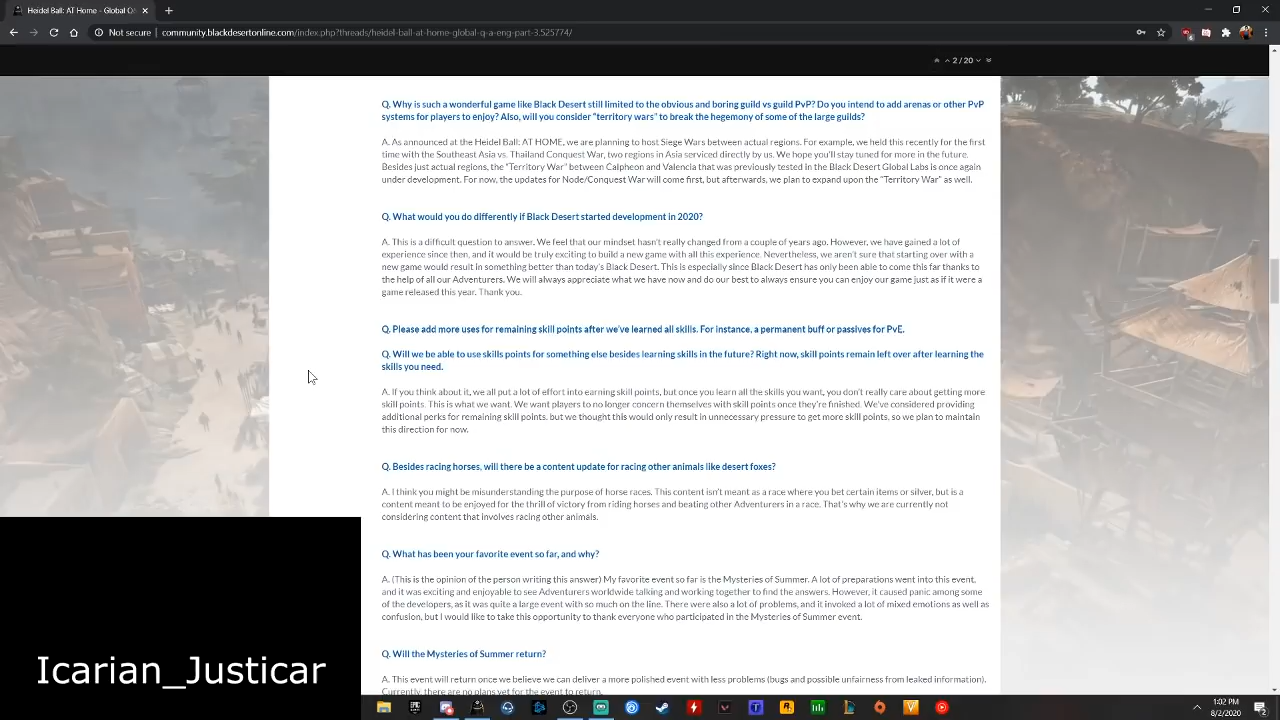 Heidel Ball: AT Home - Global Q&
Not secure | community.blackdesertonline.com/index.php?threads/heidel-ball-at-home-global-q-a-eng-part-3.525774/
2 / 20
Q. Why is such a wonderful game like Black Desert still limited to the obvious and boring guild vs guild PvP? Do you intend to add arenas or other PvP
systems for players to enjoy? Also, will you consider "territory wars" to break the hegemony of some of the large guilds?
A. As announced at the Heidel Ball: AT HOME, we are planning to host Siege Wars between actual regions. For example, we held this recently for the first
time with the Southeast Asia vs. Thailand Conquest War, two regions in Asia serviced directly by us. We hope you'll stay tuned for more in the future.
Besides just actual regions, the "Territory War" between Calpheon and Valencia that was previously tested in the Black Desert Global Labs is once again
under development. For now, the updates for Node/Conquest War will come first, but afterwards, we plan to expand upon the "Territory War" as well.
Q. What would you do differently if Black Desert started development in 2020?
A. This is a difficult question to answer. We feel that our mindset hasn't really changed from a couple of years ago. However, we have gained a lot of
experience since then, and it would be truly exciting to build a new game with all this experience. Nevertheless, we aren't sure that starting over with a
new game would result in something better than today's Black Desert. This is especially since Black Desert has only been able to come this far thanks to
the help of all our Adventurers. We will always appreciate what we have now and do our best to always ensure you can enjoy our game just as if it were a
game released this year. Thank you.
Q. Please add more uses for remaining skill points after we've learned all skills. For instance, a permanent buff or passives for PvE.
Q. Will we be able to use skills points for something else besides learning skills in the future? Right now, skill points remain left over after learning the
skills you need.
A. If you think about it, we all put a lot of effort into earning skill points, but once you learn all the skills you want, you don't really care about getting more
skill points. This is what we want. We want players to no longer concern themselves with skill points once they're finished. We've considered providing
additional perks for remaining skill points, but we thought this would only result in unnecessary pressure to get more skill points, so we plan to maintain
this direction for now.
Q. Besides racing horses, will there be a content update for racing other animals like desert foxes?
A. I think you might be misunderstanding the purpose of horse races. This content isn't meant as a race where you bet certain items or silver, but is a
content meant to be enjoyed for the thrill of victory from riding horses and beating other Adventurers in a race. That's why we are currently not
considering content that involves racing other animals.
Q. What has been your favorite event so far, and why?
A. (This is the opinion of the person writing this answer) My favorite event so far is the Mysteries of Summer. A lot of preparations went into this event,
and it was exciting and enjoyable to see Adventurers worldwide talking and working together to find the answers. However, it caused panic among some
of the developers, as it was quite a large event with so much on the line. There were also a lot of problems, and it invoked a lot of mixed emotions as well as
confusion, but I would like to take this opportunity to thank everyone who participated in the Mysteries of Summer event.
Q. Will the Mysteries of Summer return?
A. This event will return once we believe we can deliver a more polished event with less problems (bugs and possible unfairness from leaked information).
Currently, there are no plans yet for the event to return.
Icarian_Justicar
1:02 PM
8/2/2020